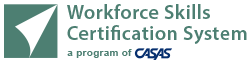 Workforce Skills
Certification System
a program of CASAS